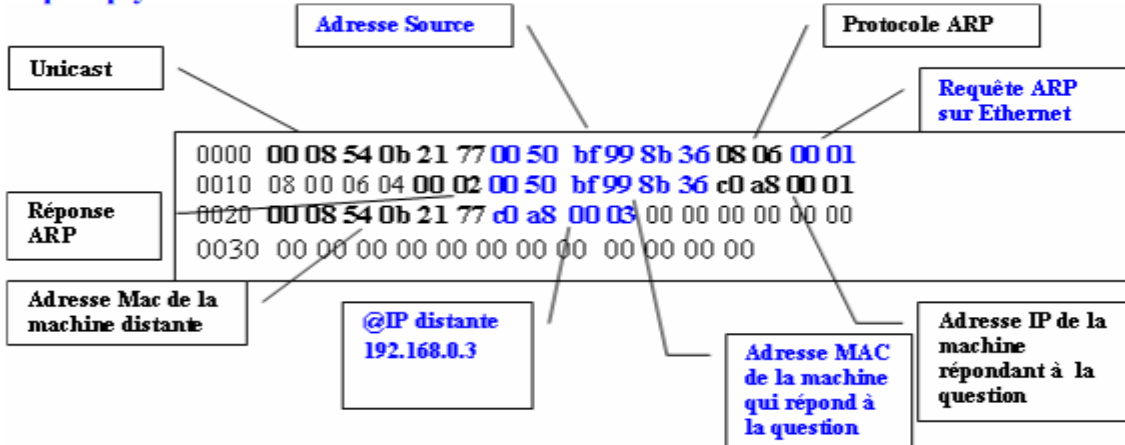 Adresse Source
Protocole ARP
Unicast
Requête ARP
sur Ethernet
0000 00 08 54 0b 21 77 00 50 bf 99 8b 36 08 06 00 01
0010 08 00 06 04 00 02 00 50 bf 99 8b 36 c0 a8 00 01
0020 00 08 54 0b 21 77 c0 a8 00 03 00 00 00 00 00 00
0030 00 00 00 00 00 00 00 00 00 00 00 00
Réponse
ARP
Adresse Mac de la
machine distante
@IP distante
192.168.0.3
Adresse MAC
de la machine
qui répond à
la question
Adresse IP de la
machine
répondant à la
question